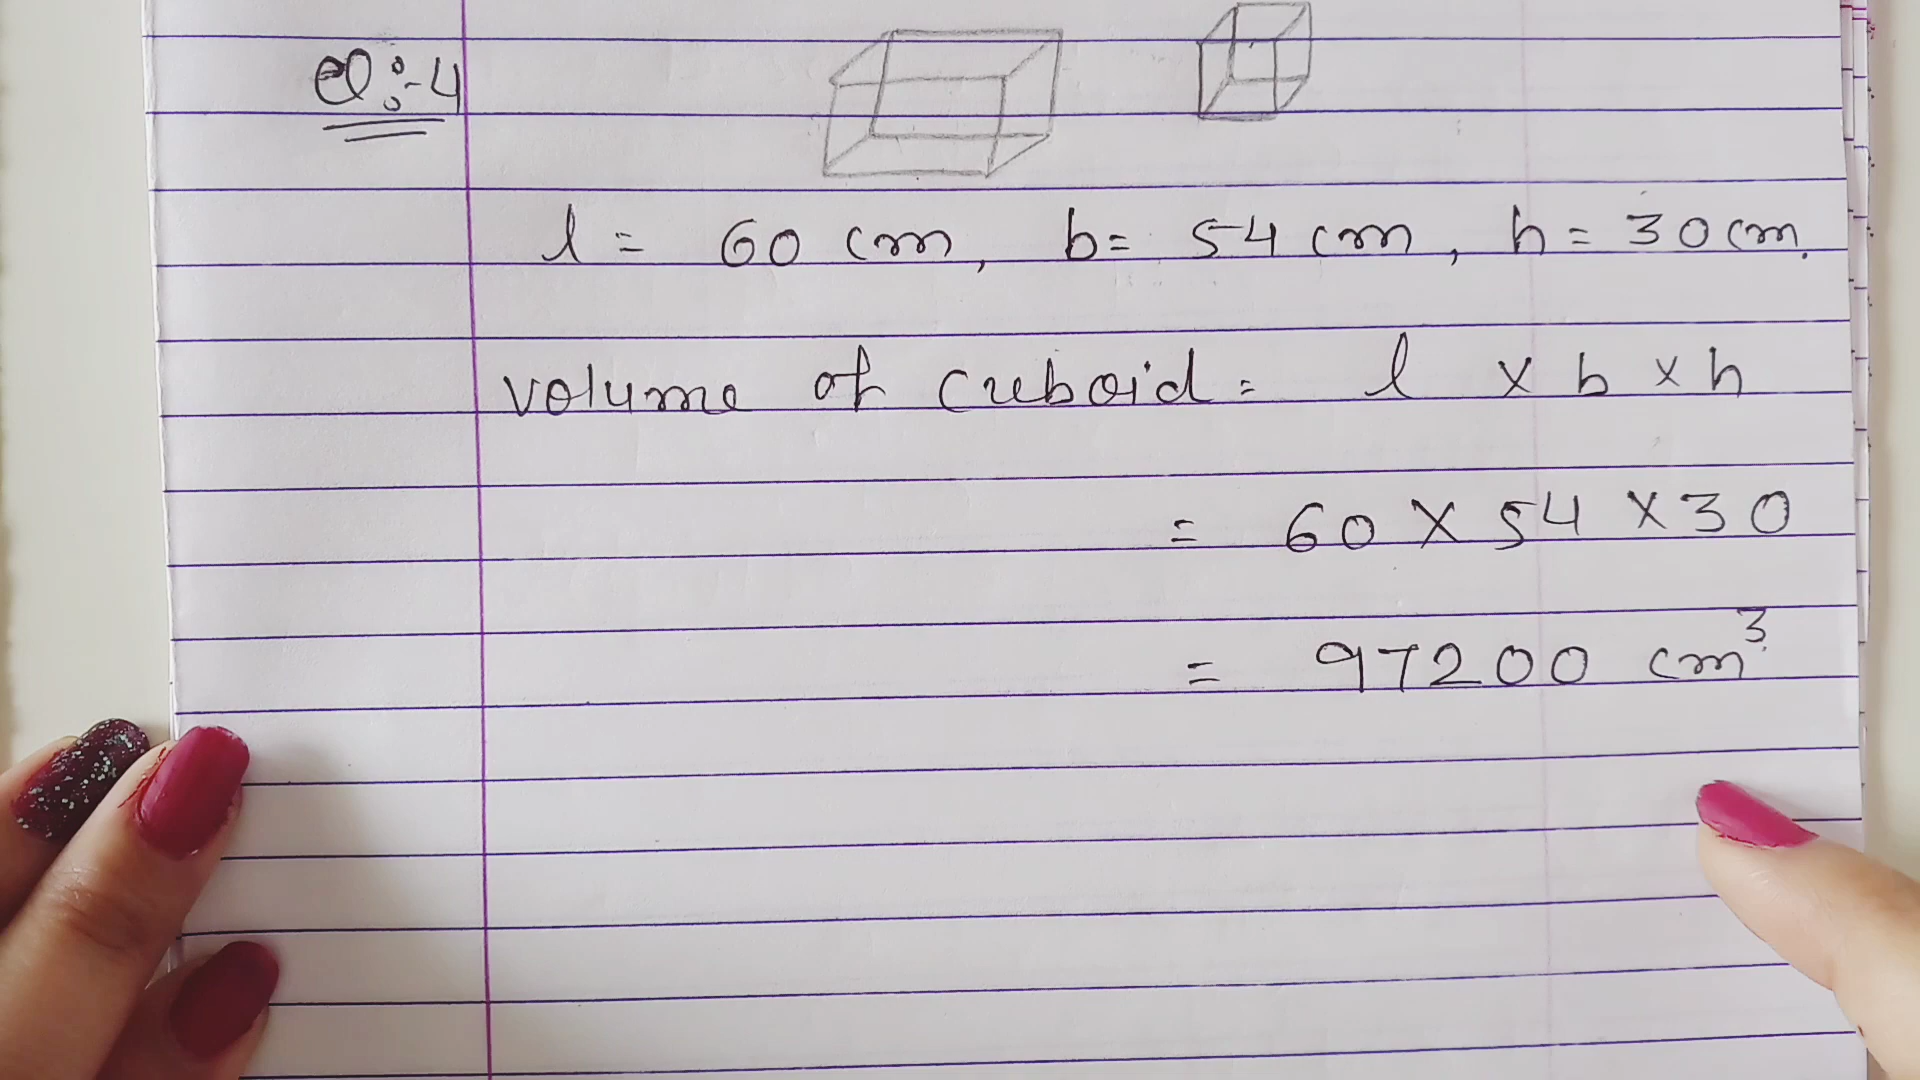 Q:-4
l = 60 cm, b = 54 cm, h = 30 cm.
volume of cuboid = l x b x h
= 60 x 54 x 30
= 97200 cm³.